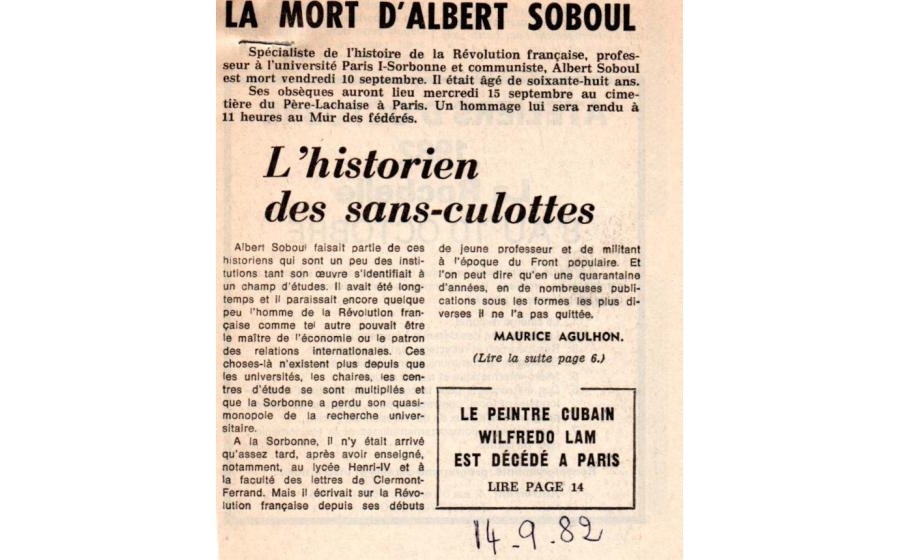 LA MORT D'ALBERT SOBOUL
Spécialiste de l'histoire de la Révolution française, profes-
seur à l'université Paris I-Sorbonne et communiste, Albert Soboul
est mort vendredi 10 septembre. Il était âgé de soixante-huit ans.
Ses obsèques auront lieu mercredi 15 septembre au cime-
tière du Père-Lachaise à Paris. Un hommage lui sera rendu à
11 heures au Mur des fédérés.
L'historien
des sans-culottes
Albert Soboul faisait partie de ces
historiens qui sont un peu des insti-
tutions tant son œuvre s'identifiait à
un champ d'études. Il avait été long-
temps et il paraissait encore quelque
peu l'homme de la Révolution fran-
çaise comme tel autre pouvait être
le maître de l'économie ou le patron
des relations internationales. Ces
choses-là n'existent plus depuis que
les universités, les chaires, les cen-
tres d'étude se sont multipliés et
que la Sorbonne a perdu son quasi-
monopole de la recherche univer-
sitaire.
A la Sorbonne, il n'y était arrivé
qu'assez tard, après avoir enseigné,
notamment, au lycée Henri-IV et à
la faculté des lettres de Clermont-
Ferrand. Mais il écrivait sur la Révo-
lution française depuis ses débuts
de jeune professeur et de militant
à l'époque du Front populaire. Et
l'on peut dire qu'en une quarantaine
d'années, en de nombreuses publi-
cations sous les formes les plus di-
verses il ne l'a pas quittée.
MAURICE AGULHON.
(Lire la suite page 6.)
LE PEINTRE CUBAIN
WILFREDO LAM
EST DÉCÉDÉ A PARIS
LIRE PAGE 14
14_9_82